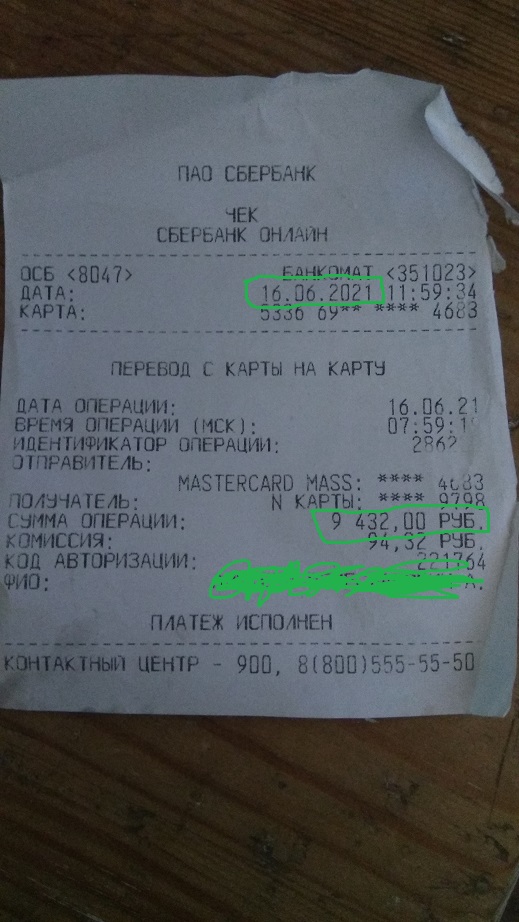 ПАО СБЕРБАНК
ЧЕК
СБЕРБАНК ОНЛАЙН
ОСБ <8047> БАНКОМАТ <351023>
ДАТА: 16.06.2021 11:59:34
КАРТА: 5336 69** **** 4683
ПЕРЕВОД С КАРТЫ НА КАРТУ
ДАТА ОПЕРАЦИИ: 16.06.21
ВРЕМЯ ОПЕРАЦИИ (МСК):
ИДЕНТИФИКАТОР ОПЕРАЦИИ: 2862
ОТПРАВИТЕЛЬ:
MASTERCARD MASS: **** 4683
ПОЛУЧАТЕЛЬ: N КАРТЫ: **** 9798
СУММА ОПЕРАЦИИ: 9 432,00 РУБ.
КОМИССИЯ: 94,32 РУБ.
КОД АВТОРИЗАЦИИ: 221764
ФИО: А.
ПЛАТЕЖ ИСПОЛНЕН
КОНТАКТНЫЙ ЦЕНТР - 900, 8(800)555-55-50